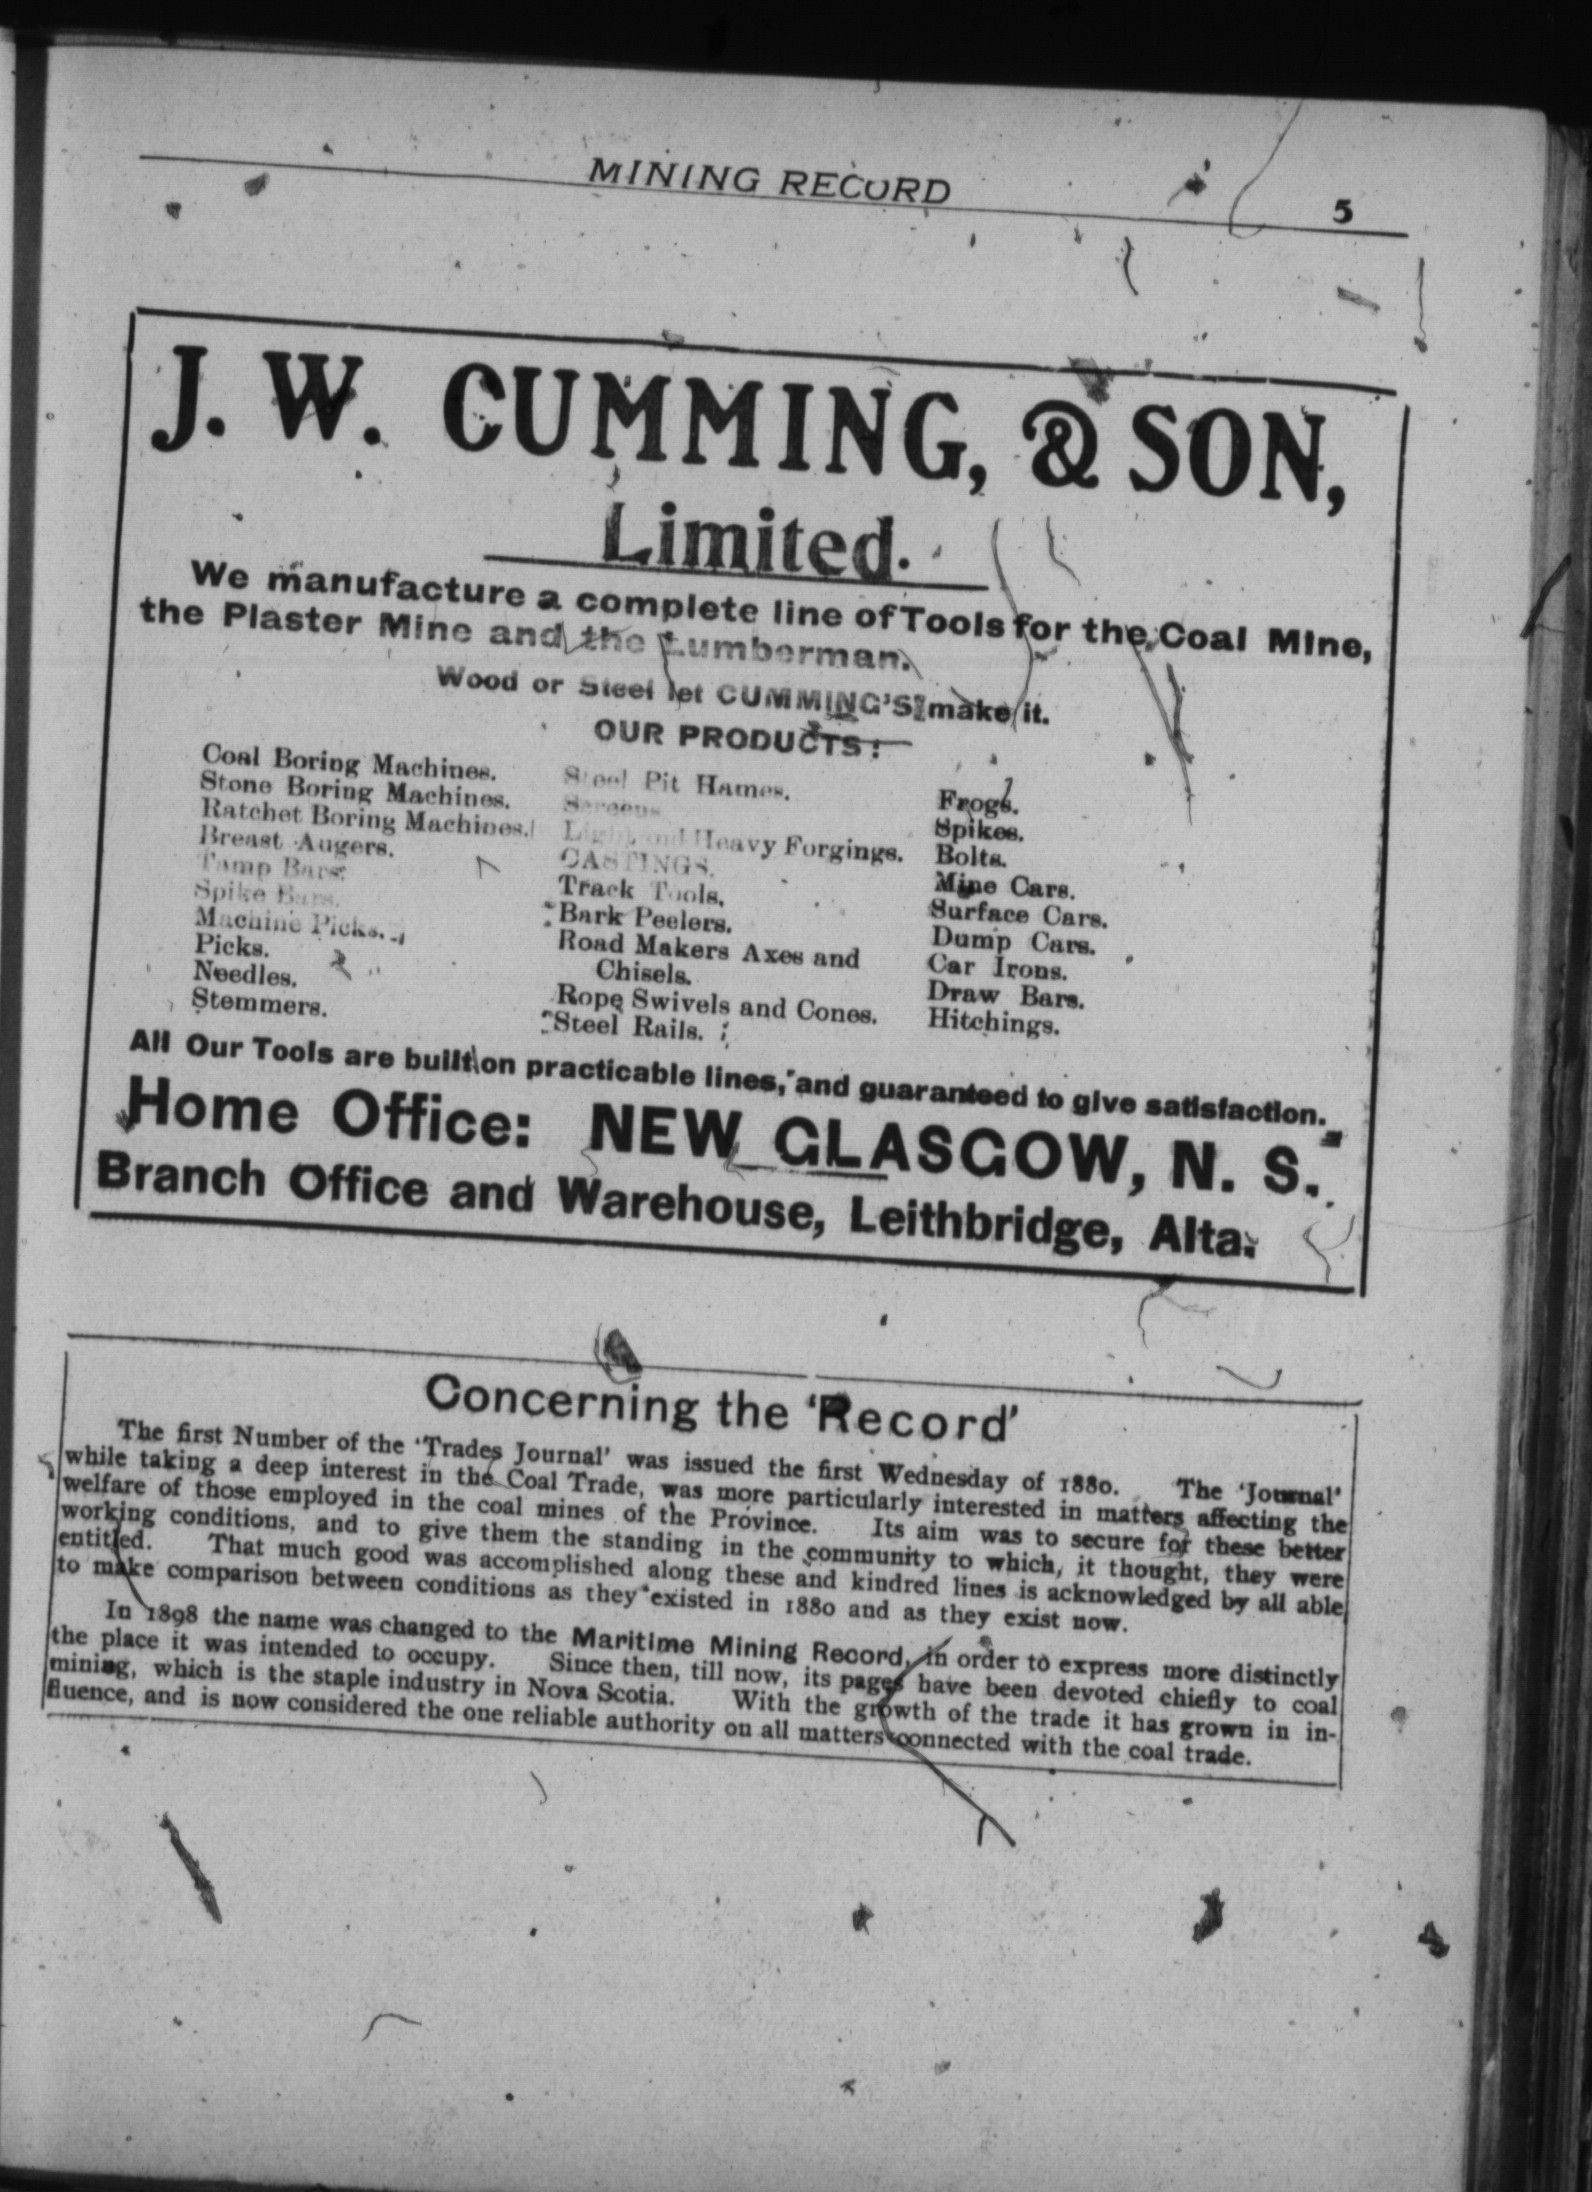 MINING RECORD
5
J. W. CUMMING, & SON,
Limited.
We manufacture a complete line of Tools for the Coal Mine,
the Plaster Mine and the Lumberman.
Wood or Steel let CUMMING'S make it.
OUR PRODUCTS:
Coal Boring Machines.
Stone Boring Machines.
Ratchet Boring Machines.
Breast Augers.
Tamp Bars.
Spike Bars.
Machine Picks.
Picks.
Needles.
Stemmers.
Steel Pit Hames.
Screens
Light and Heavy Forgings.
CASTINGS.
Track Tools.
Bark Peelers.
Road Makers Axes and
Chisels.
Rope Swivels and Cones.
Steel Rails.
Frogs.
Spikes.
Bolts.
Mine Cars.
Surface Cars.
Dump Cars.
Car Irons.
Draw Bars.
Hitchings.
All Our Tools are built on practicable lines, and guaranteed to give satisfaction.
Home Office: NEW GLASGOW, N. S.
Branch Office and Warehouse, Leithbridge, Alta.
Concerning the 'Record'
The first Number of the 'Trades Journal' was issued the first Wednesday of 1880. The 'Journal'
while taking a deep interest in the Coal Trade, was more particularly interested in matters affecting the
welfare of those employed in the coal mines of the Province. Its aim was to secure for these better
working conditions, and to give them the standing in the community to which, it thought, they were
entitled. That much good was accomplished along these and kindred lines is acknowledged by all able
to make comparison between conditions as they existed in 1880 and as they exist now.
In 1898 the name was changed to the Maritime Mining Record, in order to express more distinctly
the place it was intended to occupy. Since then, till now, its pages have been devoted chiefly to coal
mining, which is the staple industry in Nova Scotia. With the growth of the trade it has grown in in-
fluence, and is now considered the one reliable authority on all matters connected with the coal trade.